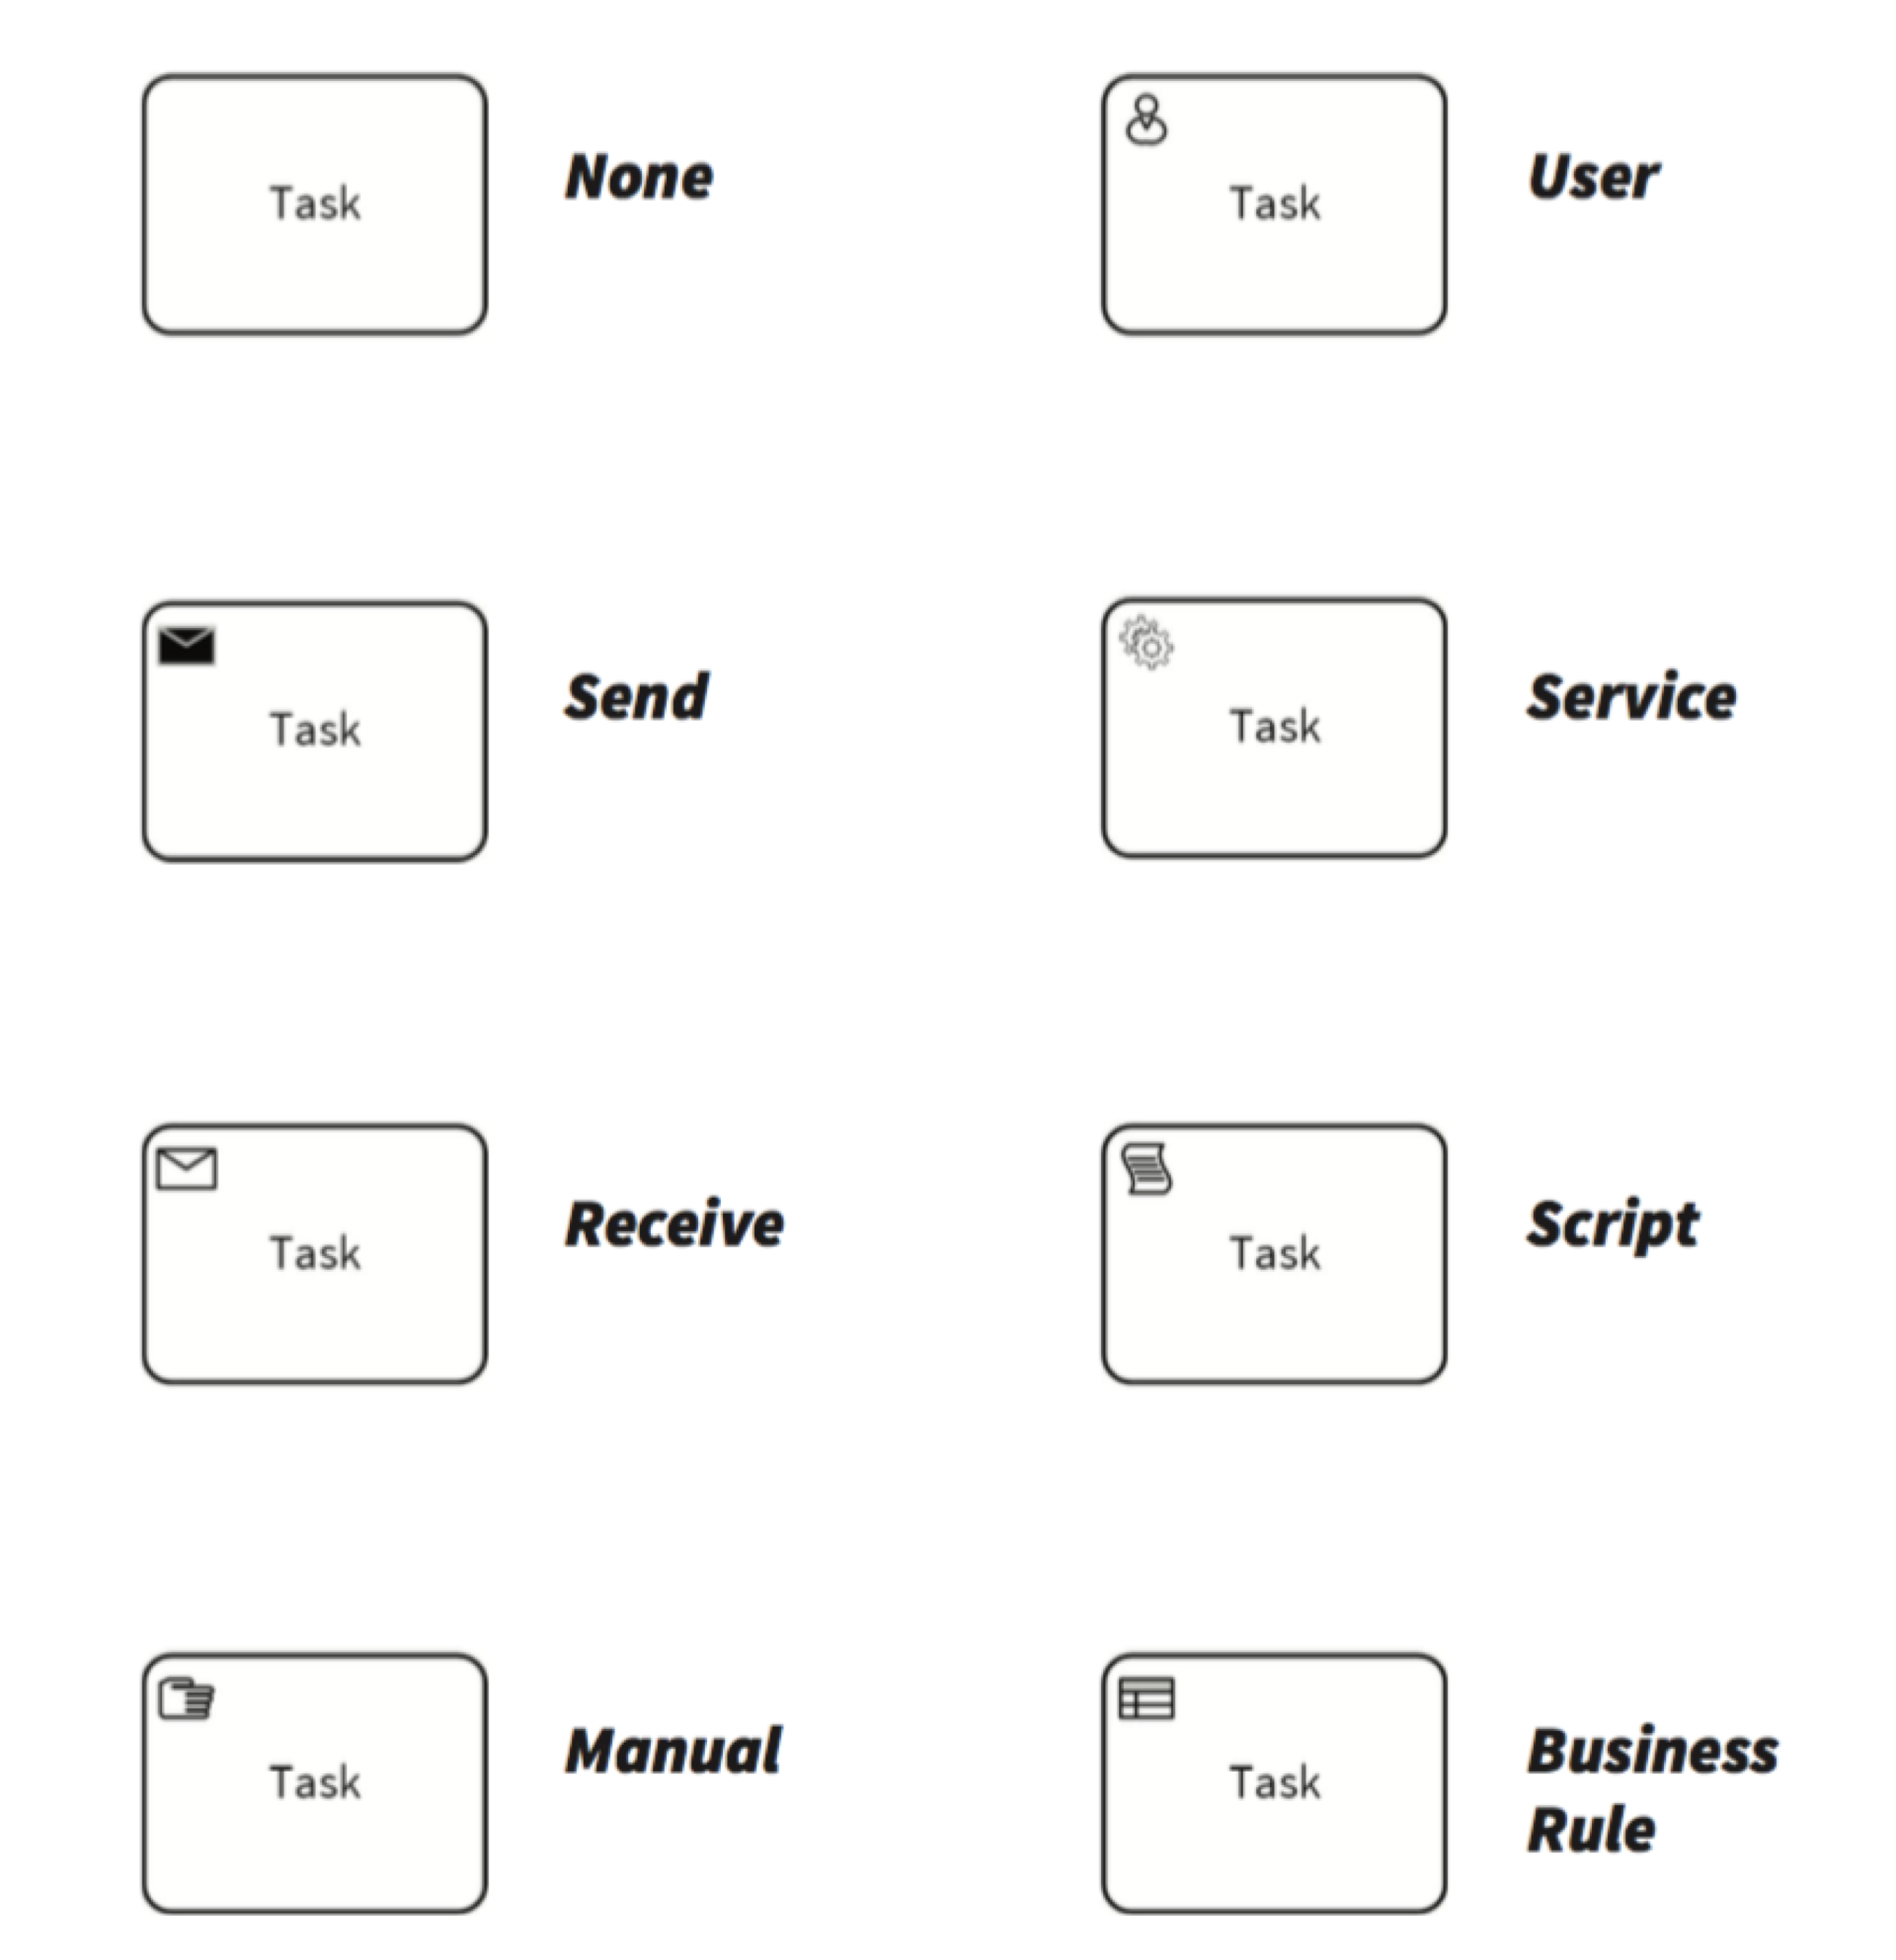 Task
None
Task
User
Task
Send
Task
Service
Task
Receive
Task
Script
Task
Manual
Task
Business
Rule